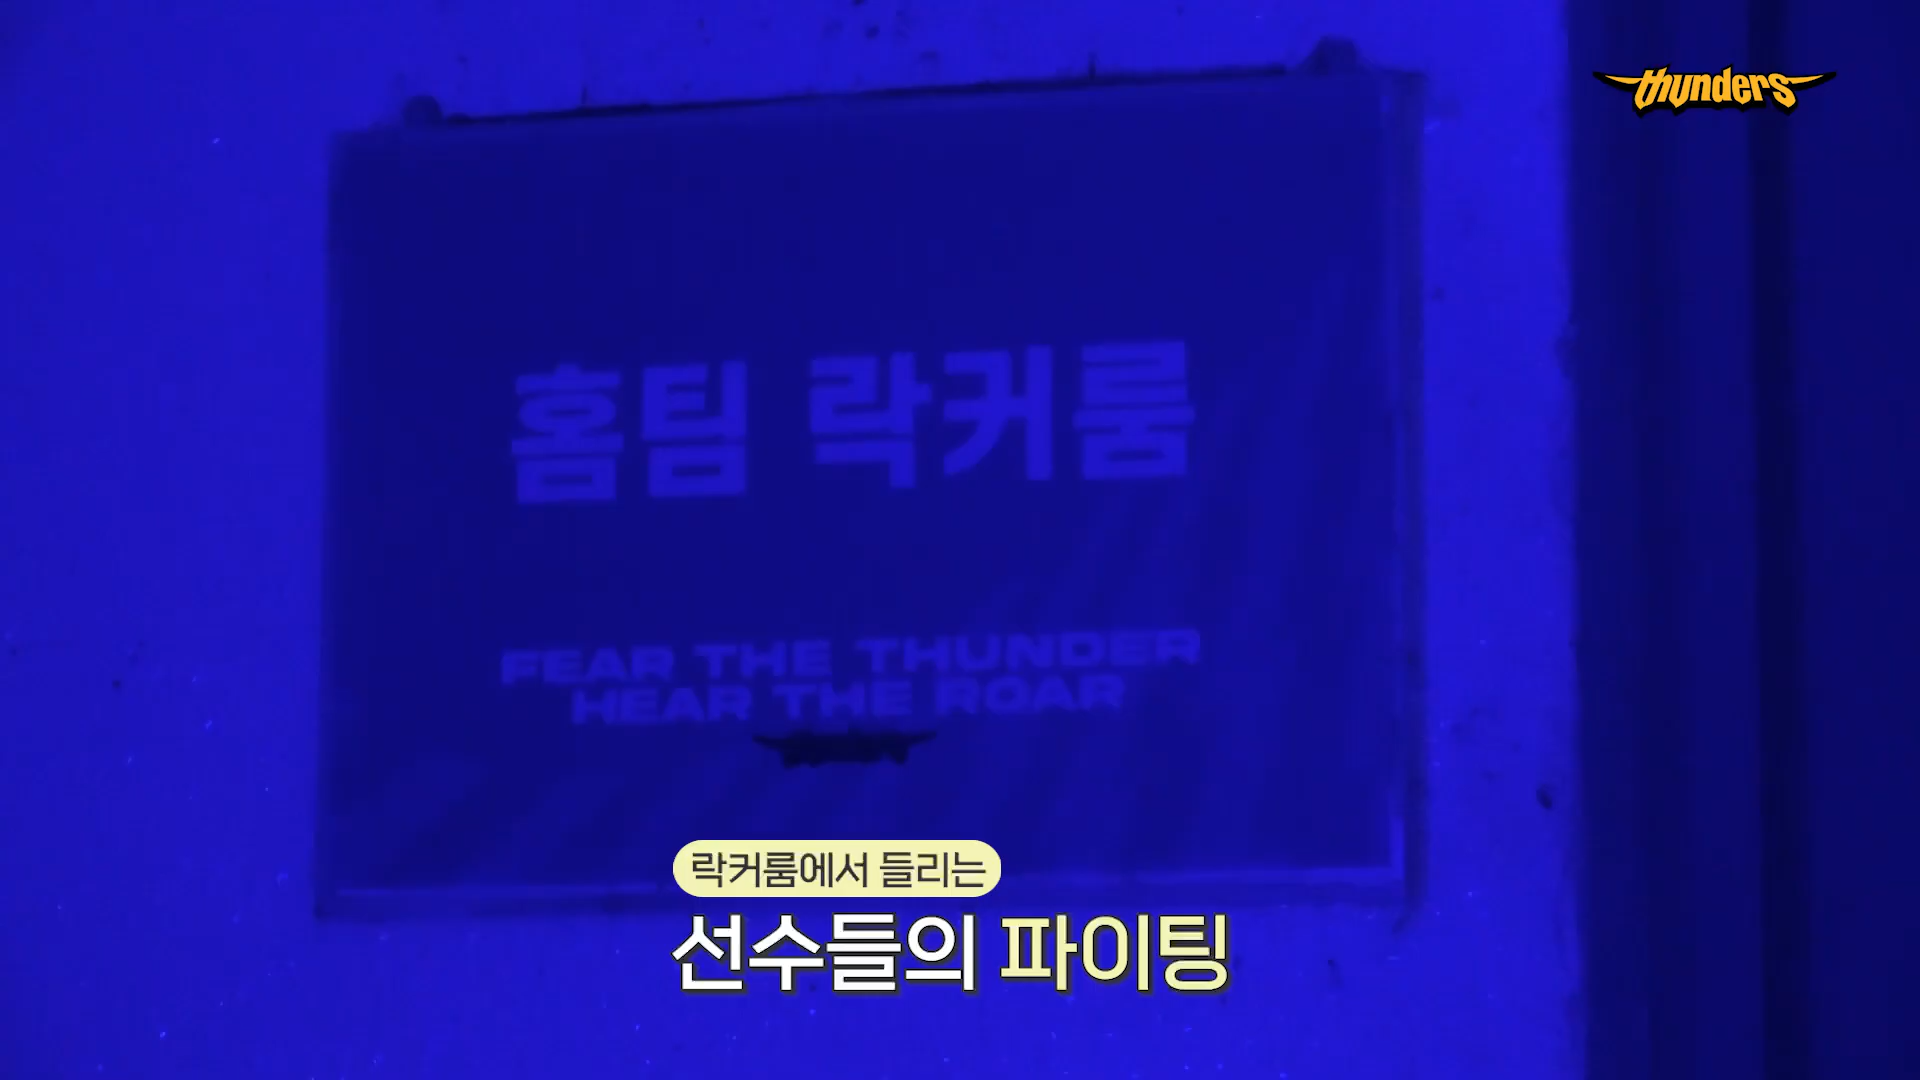 thunders
홈팀 락커룸
FEAR THE THUNDER
HEAR THE ROAR
락커룸에서 들리는
선수들의 파이팅